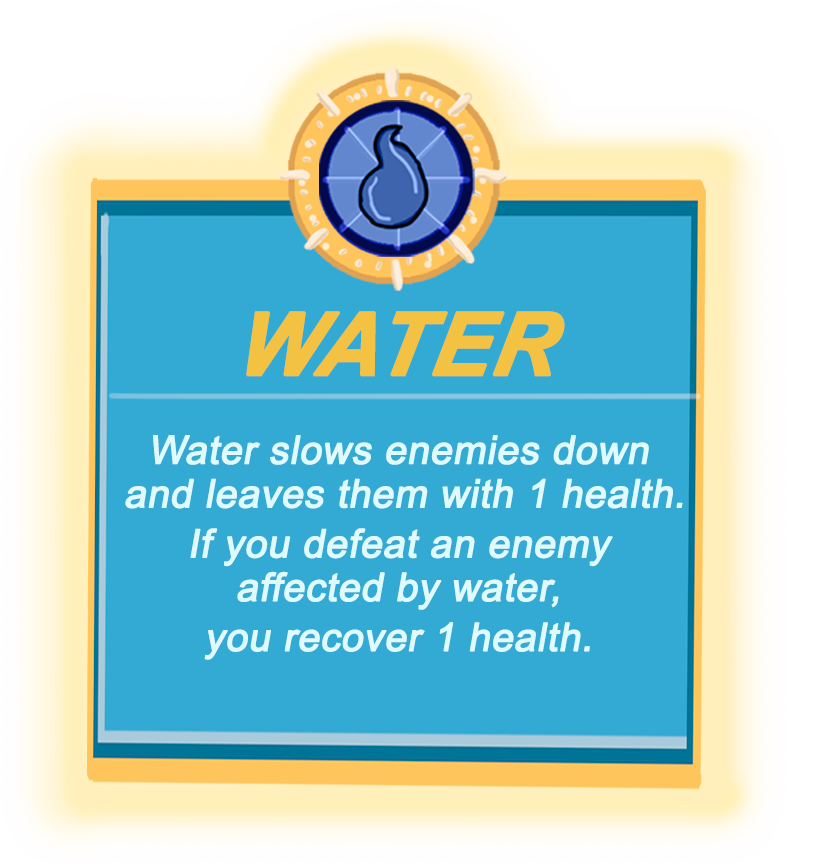 WATER
Water slows enemies down
and leaves them with 1 health.
If you defeat an enemy
affected by water,
you recover 1 health.